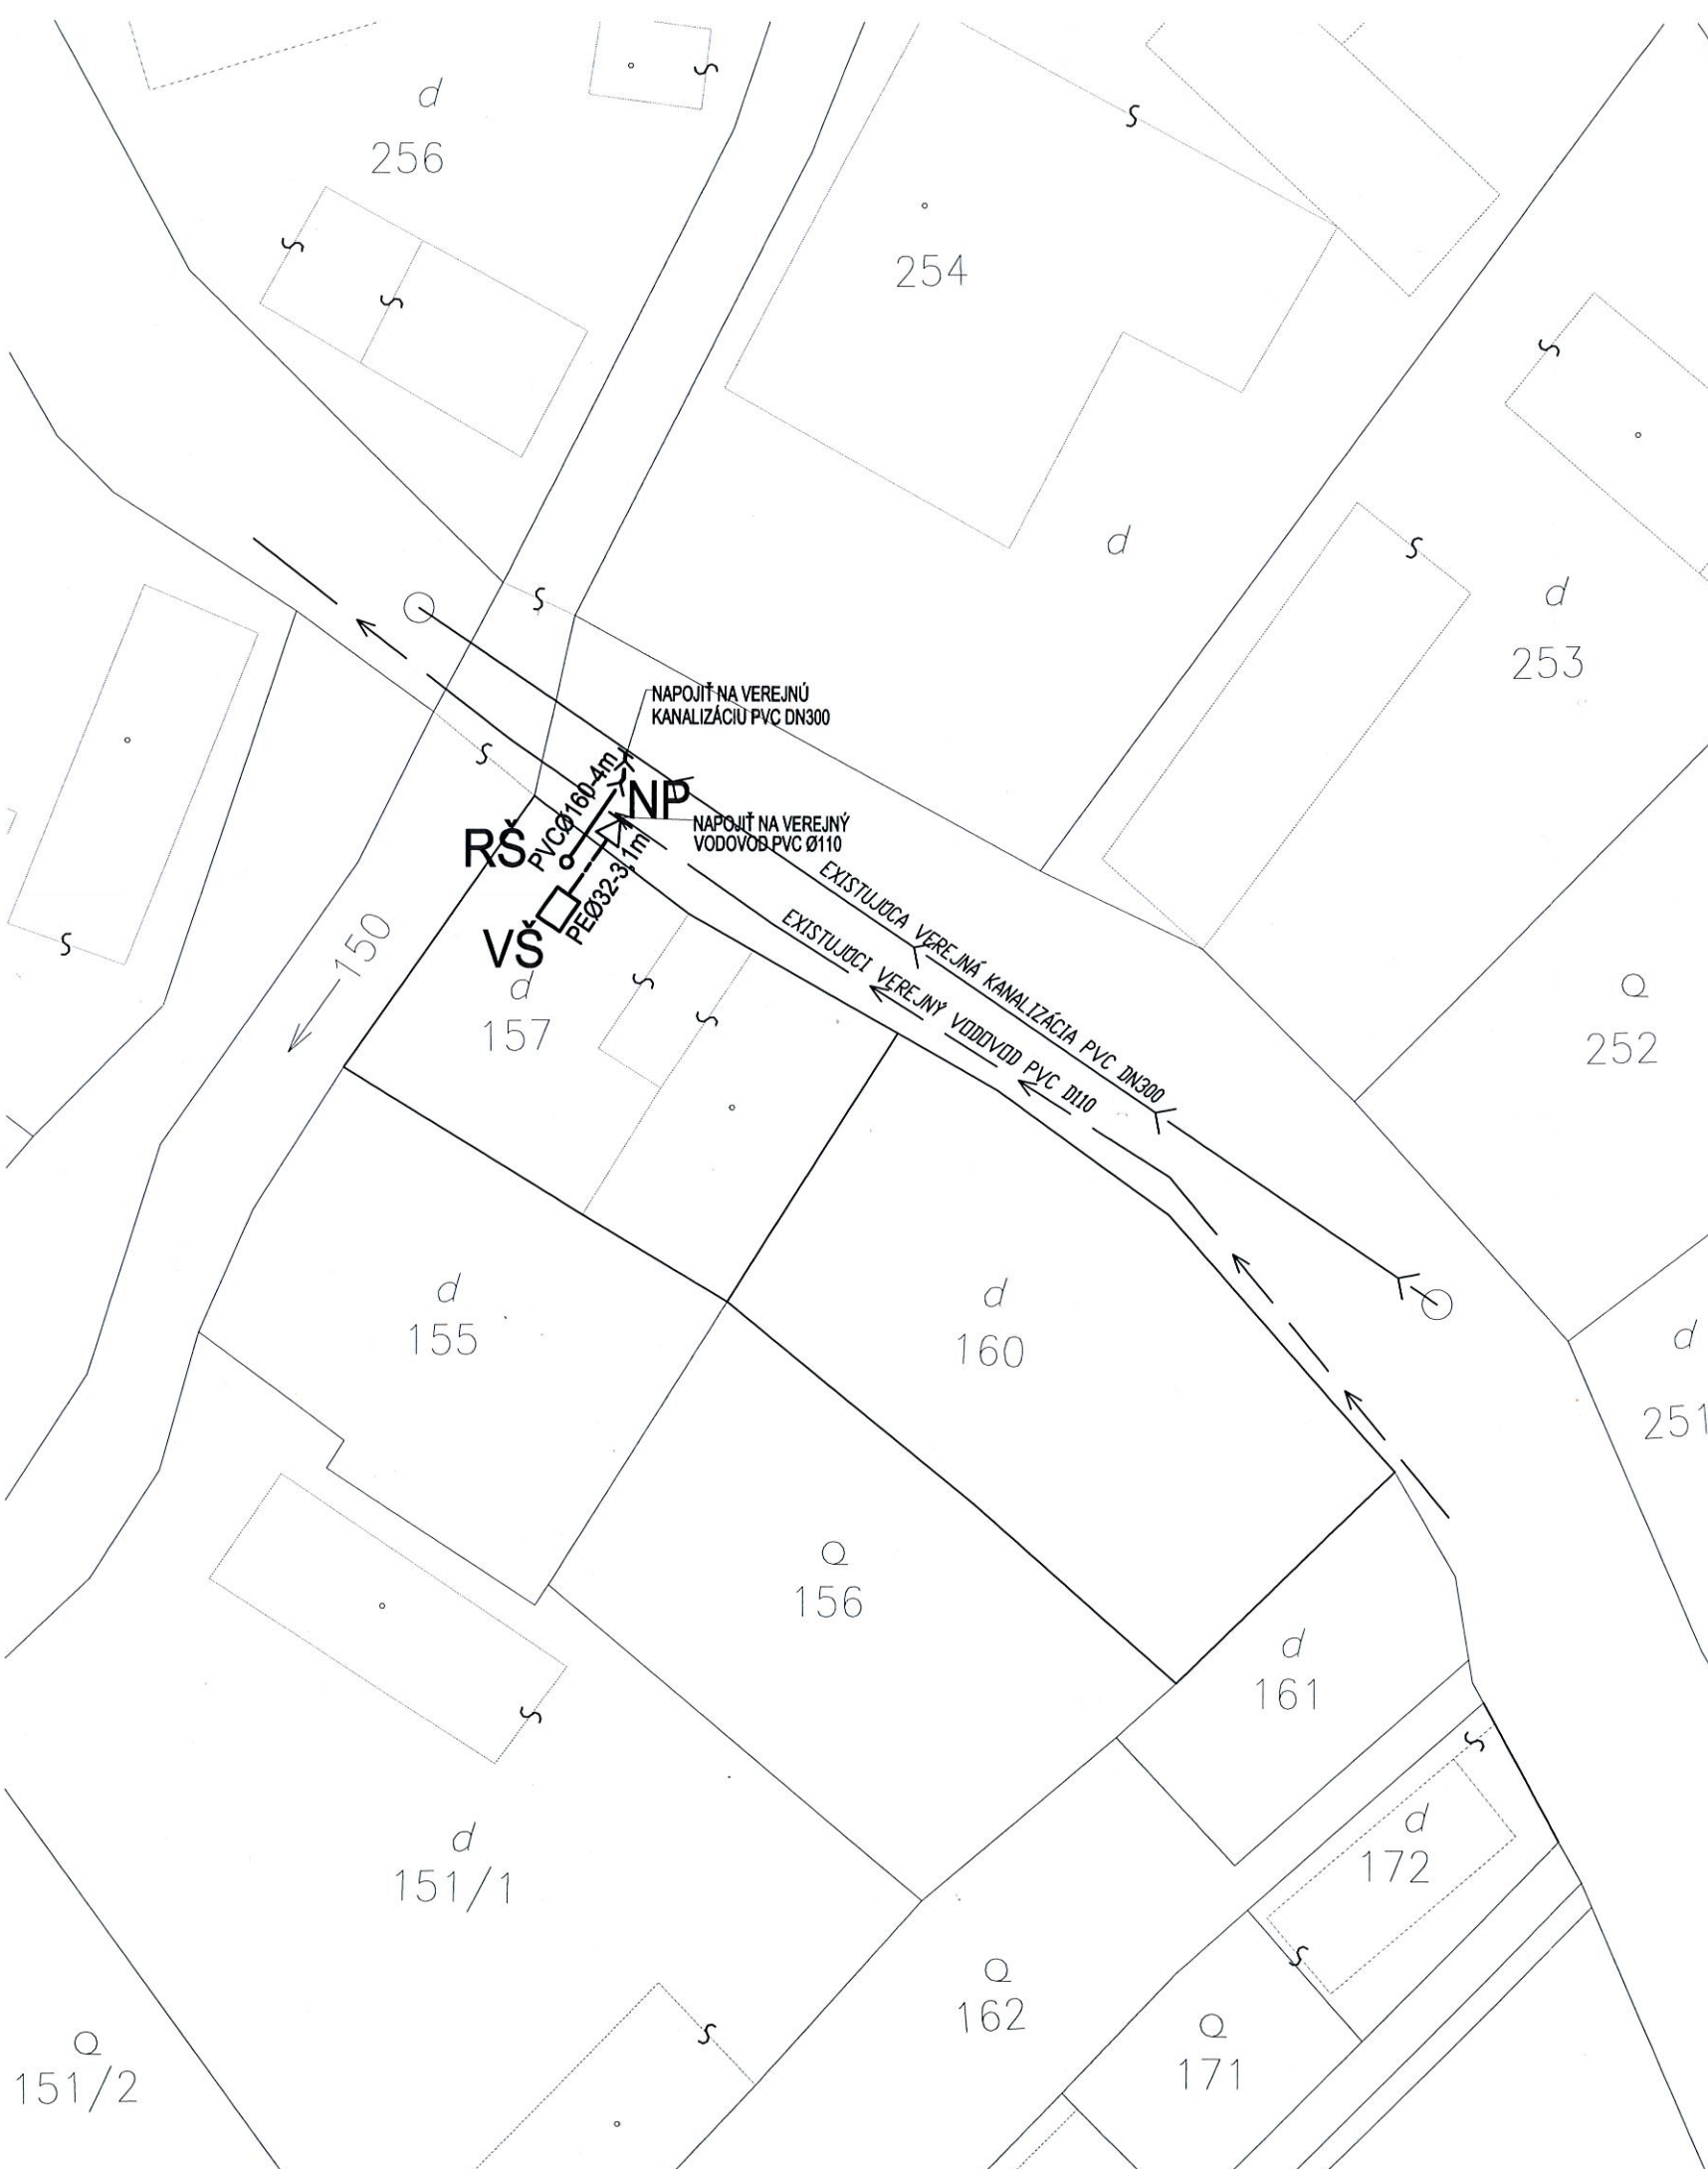 d
256
S
S
S
S
254
d
S
S
d
253
S
NAPOJIŤ NA VEREJNÚ
KANALIZÁCIU PVC DN300
S
PVCØ160-4m
NP
NAPOJIŤ NA VEREJNÝ
VODOVOD PVC Ø110
RŠ
PEØ32-3,1m
VŠ
EXISTUJÚCA VEREJNÁ KANALIZÁCIA PVC DN300
EXISTUJÚCI VEREJNÝ VODOVOD PVC D110
S
150
d
157
S
S
252
d
155
d
160
d
251
156
d
161
S
S
d
172
S
d
151/1
162
171
S
151/2